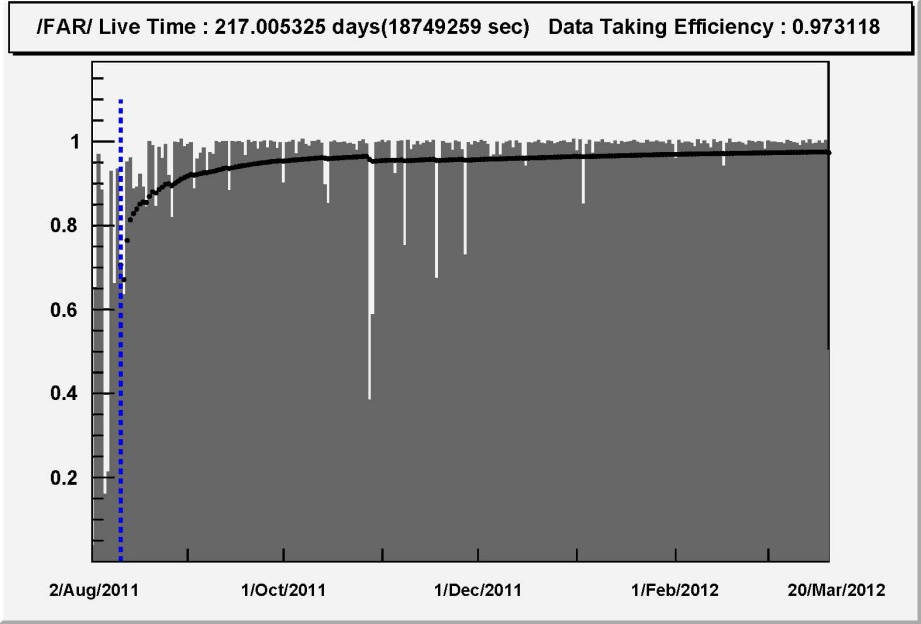 /FAR/ Live Time : 217.005325 days(18749259 sec) Data Taking Efficiency : 0.973118
1
0.8
0.6
0.4
0.2
2/Aug/2011 1/Oct/2011 1/Dec/2011 1/Feb/2012 20/Mar/2012